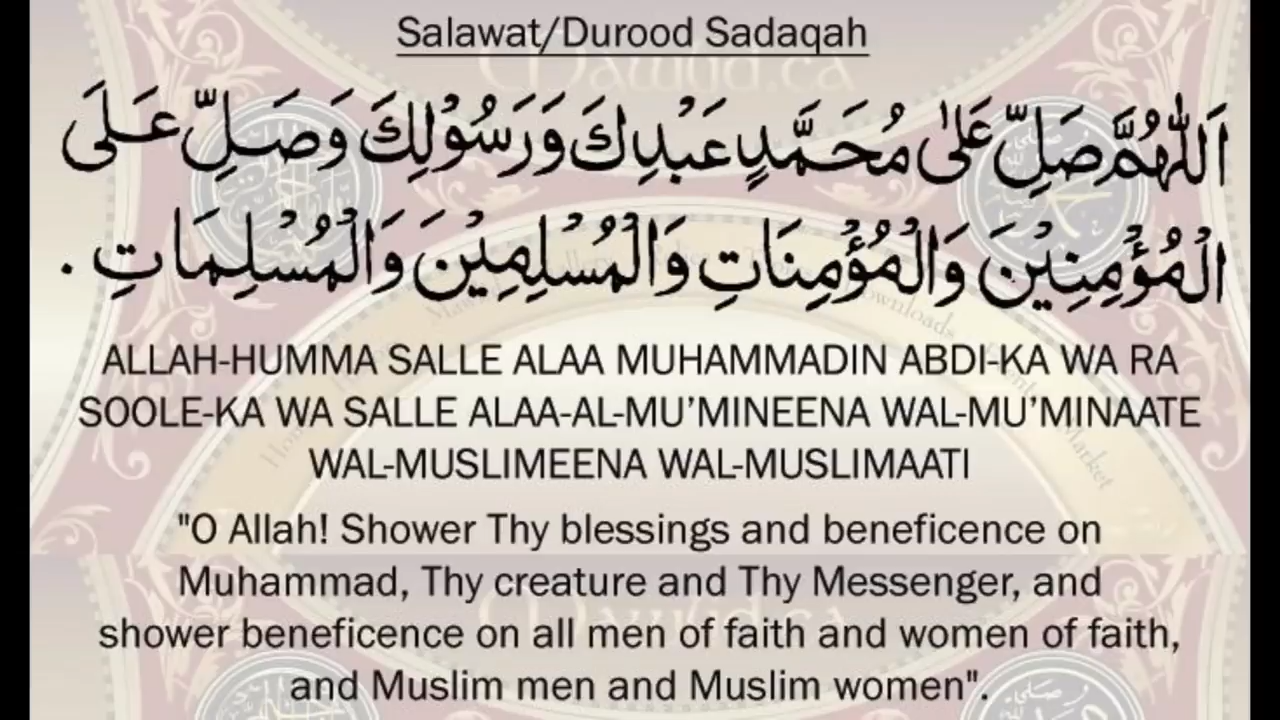 Salawat/Durood Sadaqah
اَللّٰهُمَّ صَلِّ عَلىٰ مُحَمَّدٍ عَبْدِكَ وَرَسُوْلِكَ وَصَلِّ عَلَى
الْمُؤْمِنِيْنَ وَالْمُؤْمِنَاتِ وَالْمُسْلِمِيْنَ وَالْمُسْلِمَاتِ .
ALLAH-HUMMA SALLE ALAA MUHAMMADIN ABDI-KA WA RA
SOOLE-KA WA SALLE ALAA-AL-MU’MINEENA WAL-MU’MINAATE
WAL-MUSLIMEENA WAL-MUSLIMAATI
"O Allah! Shower Thy blessings and beneficence on
Muhammad, Thy creature and Thy Messenger, and
shower beneficence on all men of faith and women of faith,
and Muslim men and Muslim women".